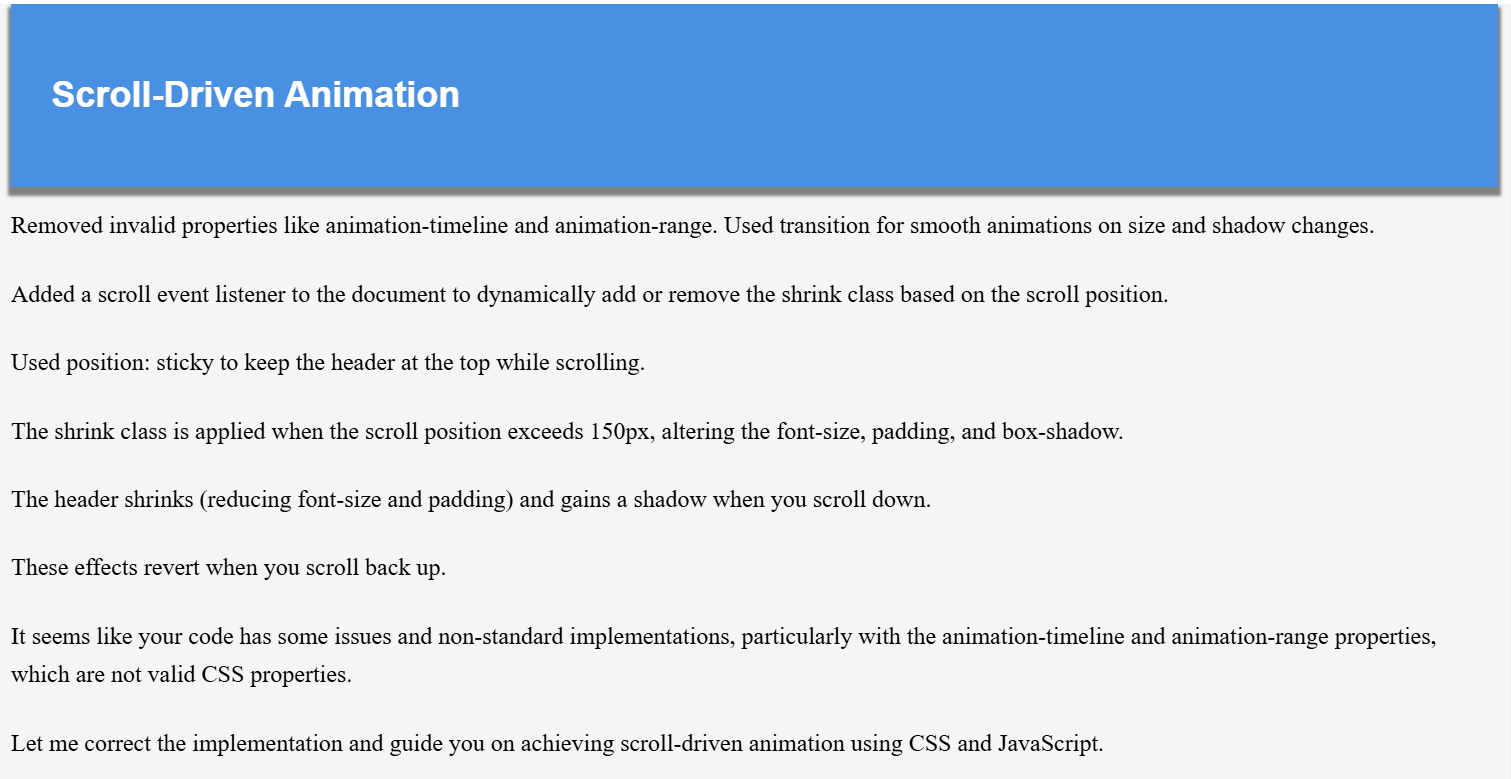 Scroll-Driven Animation
Removed invalid properties like animation-timeline and animation-range. Used transition for smooth animations on size and shadow changes.
Added a scroll event listener to the document to dynamically add or remove the shrink class based on the scroll position.
Used position: sticky to keep the header at the top while scrolling.
The shrink class is applied when the scroll position exceeds 150px, altering the font-size, padding, and box-shadow.
The header shrinks (reducing font-size and padding) and gains a shadow when you scroll down.
These effects revert when you scroll back up.
It seems like your code has some issues and non-standard implementations, particularly with the animation-timeline and animation-range properties,
which are not valid CSS properties.
Let me correct the implementation and guide you on achieving scroll-driven animation using CSS and JavaScript.